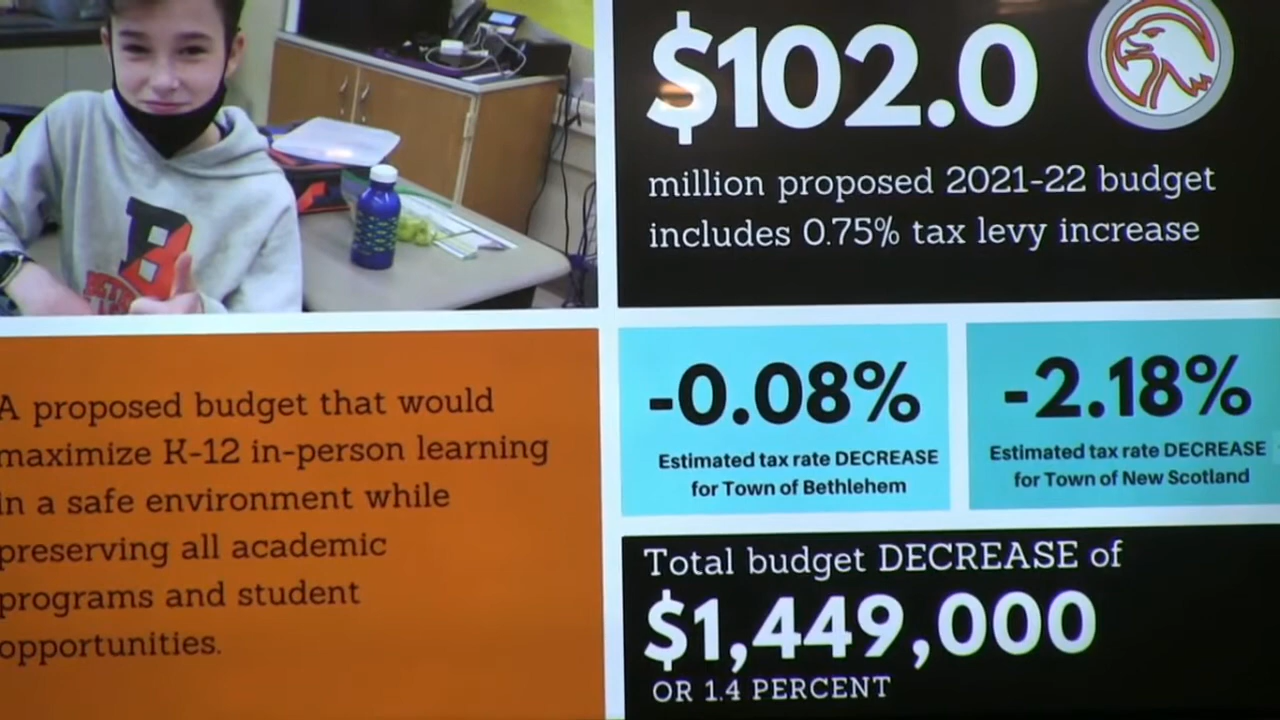 $102.0
million proposed 2021-22 budget
includes 0.75% tax levy increase
B
A proposed budget that would
maximize K-12 in-person learning
in a safe environment while
preserving all academic
programs and student
opportunities.
-0.08%
Estimated tax rate DECREASE
for Town of Bethlehem
-2.18%
Estimated tax rate DECREASE
for Town of New Scotland
Total budget DECREASE of
$1,449,000
OR 1.4 PERCENT